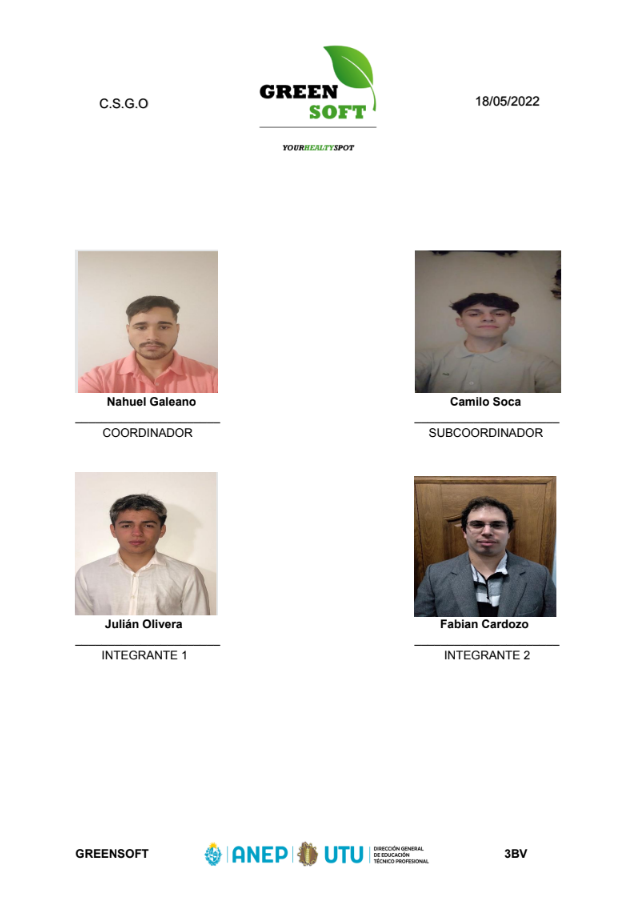 C.S.G.O
GREEN
SOFT
18/05/2022
YOURHEALTYSPOT
Nahuel Galeano
Camilo Soca
COORDINADOR
SUBCOORDINADOR
Julián Olivera
Fabian Cardozo
INTEGRANTE 1
INTEGRANTE 2
GREENSOFT
ANEP
UTU
DIRECCIÓN GENERAL
DE EDUCACIÓN
TÉCNICO PROFESIONAL
3BV